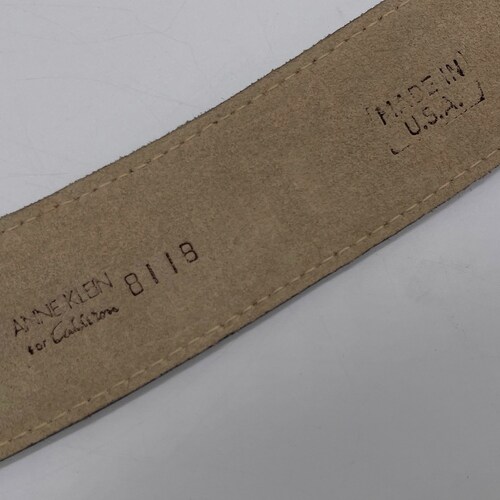 ANNE KLEIN
for Calderon
8118
MADE IN
U.S.A.